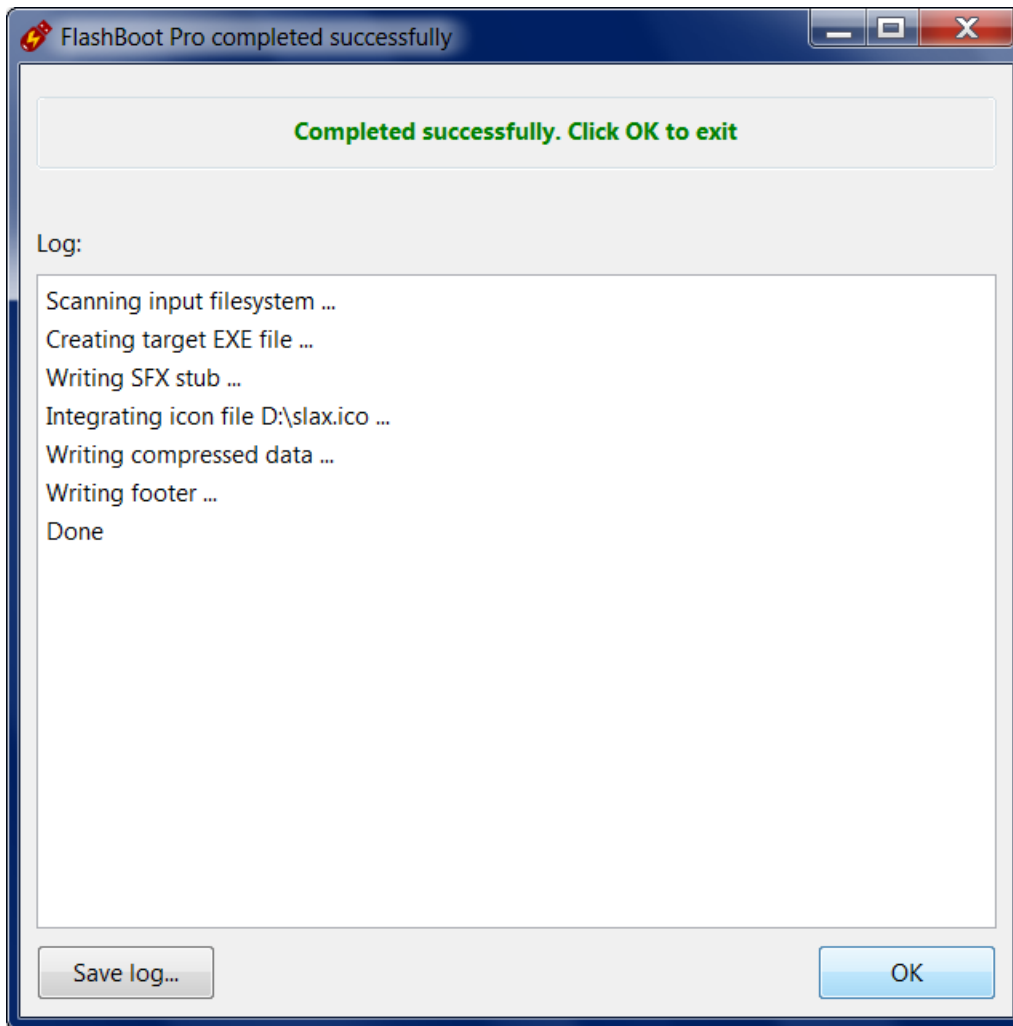 FlashBoot Pro completed successfully
Completed successfully. Click OK to exit
Log:
Scanning input filesystem ...
Creating target EXE file ...
Writing SFX stub ...
Integrating icon file D:\slax.ico ...
Writing compressed data ...
Writing footer ...
Done
Save log...
OK